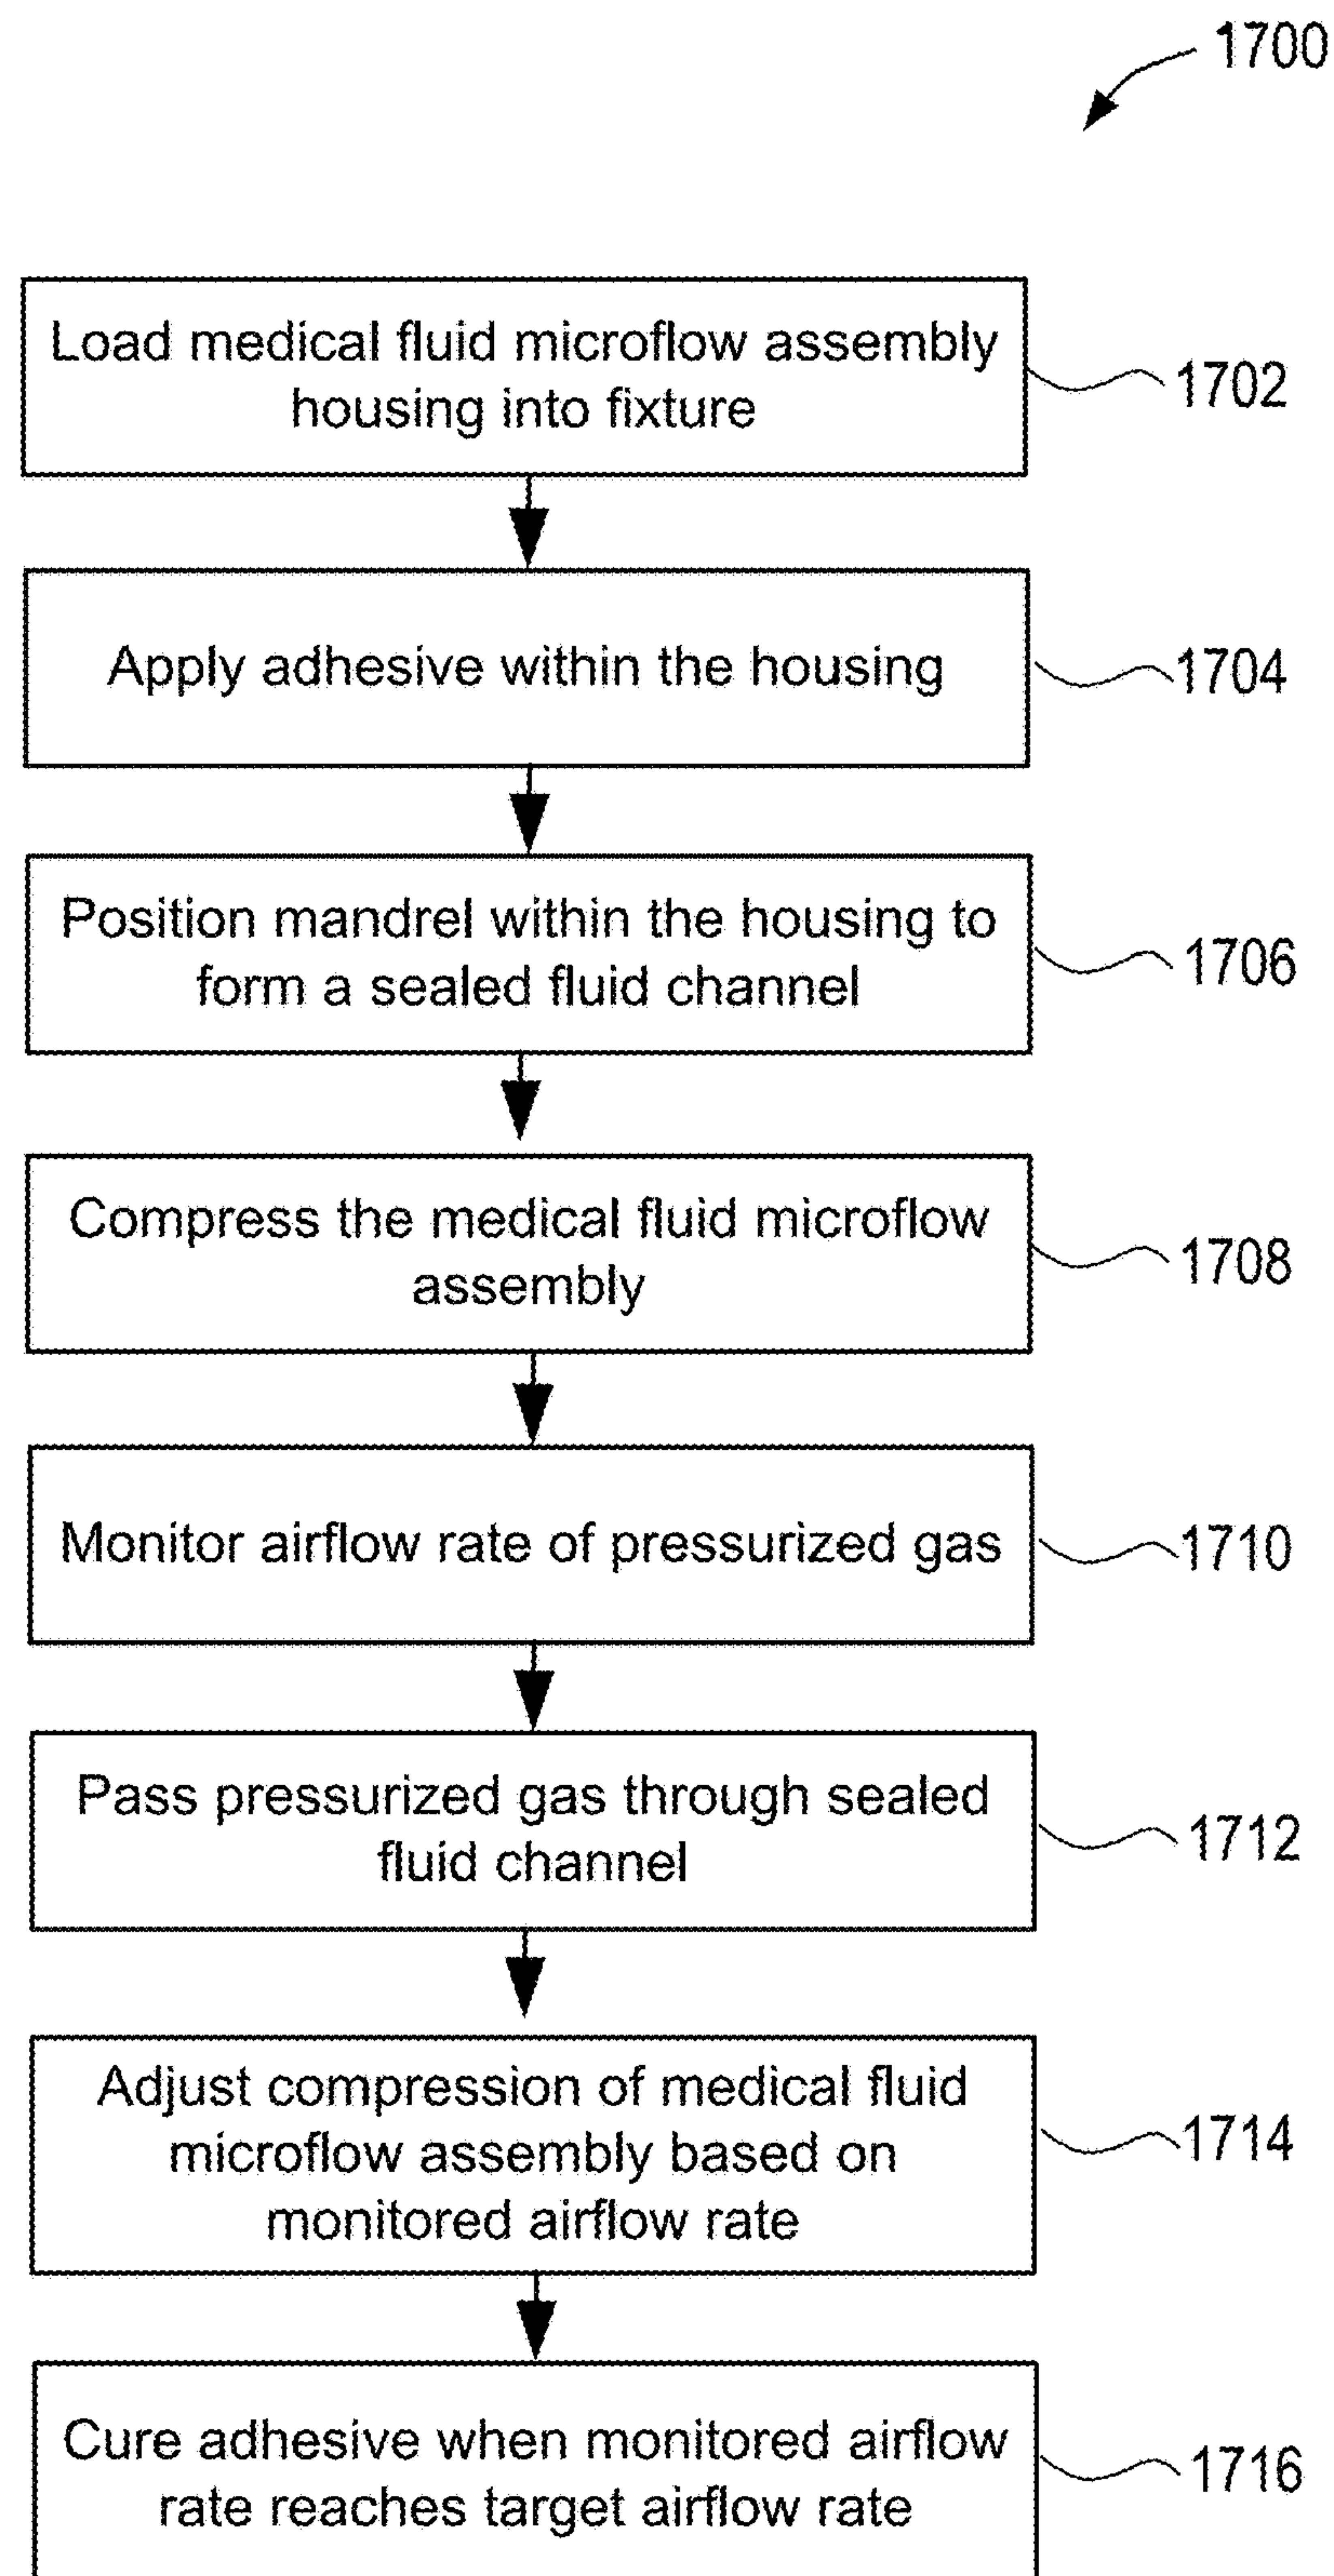 1700
Load medical fluid microflow assembly
housing into fixture
1702
Apply adhesive within the housing
1704
Position mandrel within the housing to
form a sealed fluid channel
1706
Compress the medical fluid microflow
assembly
1708
Monitor airflow rate of pressurized gas
1710
Pass pressurized gas through sealed
fluid channel
1712
Adjust compression of medical fluid
microflow assembly based on
monitored airflow rate
1714
Cure adhesive when monitored airflow
rate reaches target airflow rate
1716